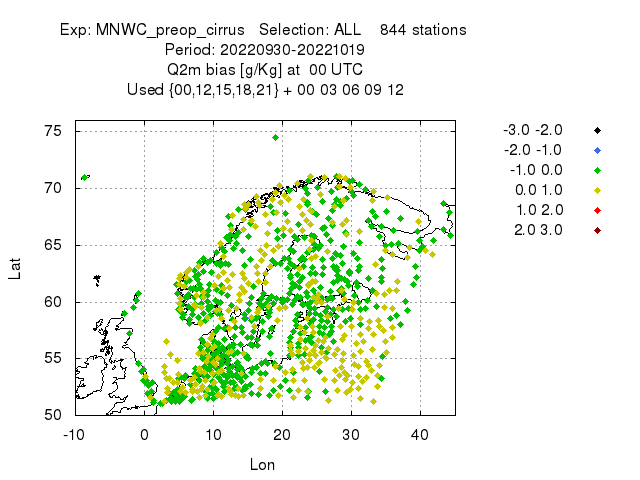 Exp: MNWC_preop_cirrus   Selection: ALL    844 stations
Period: 20220930-20221019
Q2m bias [g/Kg] at  00 UTC
Used {00,12,15,18,21} + 00 03 06 09 12
75
70
65
60
55
50
-10 0 10 20 30 40
Lat
Lon
-3.0 -2.0
-2.0 -1.0
-1.0 0.0
0.0 1.0
1.0 2.0
2.0 3.0